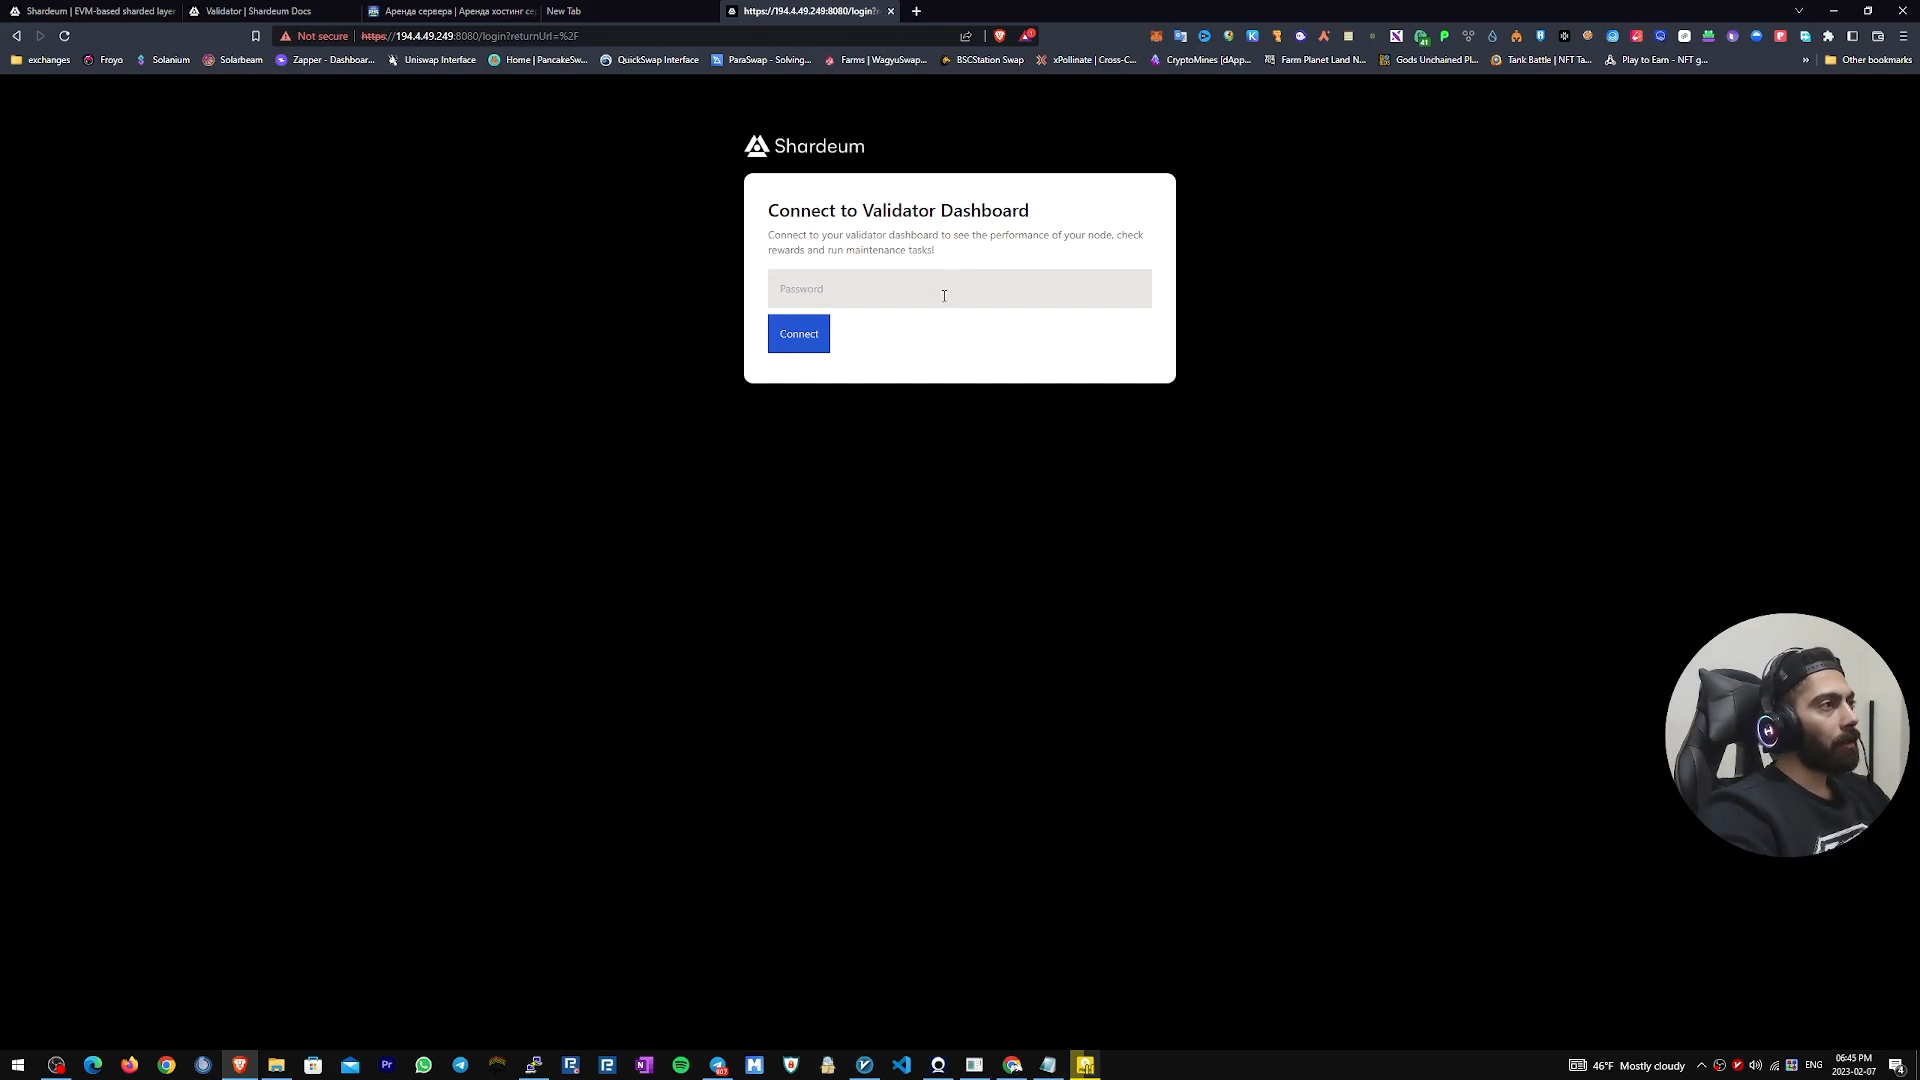 Shardeum | EVM-based sharded layer
Validator | Shardeum Docs
Аренда сервера | Аренда хостинг се
New Tab
https://194.4.49.249:8080/login?r
Not secure
https://194.4.49.249:8080/login?returnUrl=%2F
exchanges
Froyo
Solanium
Solarbeam
Zapper - Dashboar...
Uniswap Interface
Home | PancakeSw...
QuickSwap Interface
ParaSwap - Solving...
Farms | WagyuSwap...
BSCStation Swap
xPollinate | Cross-C...
CryptoMines [dApp...
Farm Planet Land N...
Gods Unchained Pl...
Tank Battle | NFT Ta...
Play to Earn - NFT g...
Other bookmarks
Shardeum
Connect to Validator Dashboard
Connect to your validator dashboard to see the performance of your node, check
rewards and run maintenance tasks!
Password
Connect
46°F Mostly cloudy
ENG
06:45 PM
2023-02-07